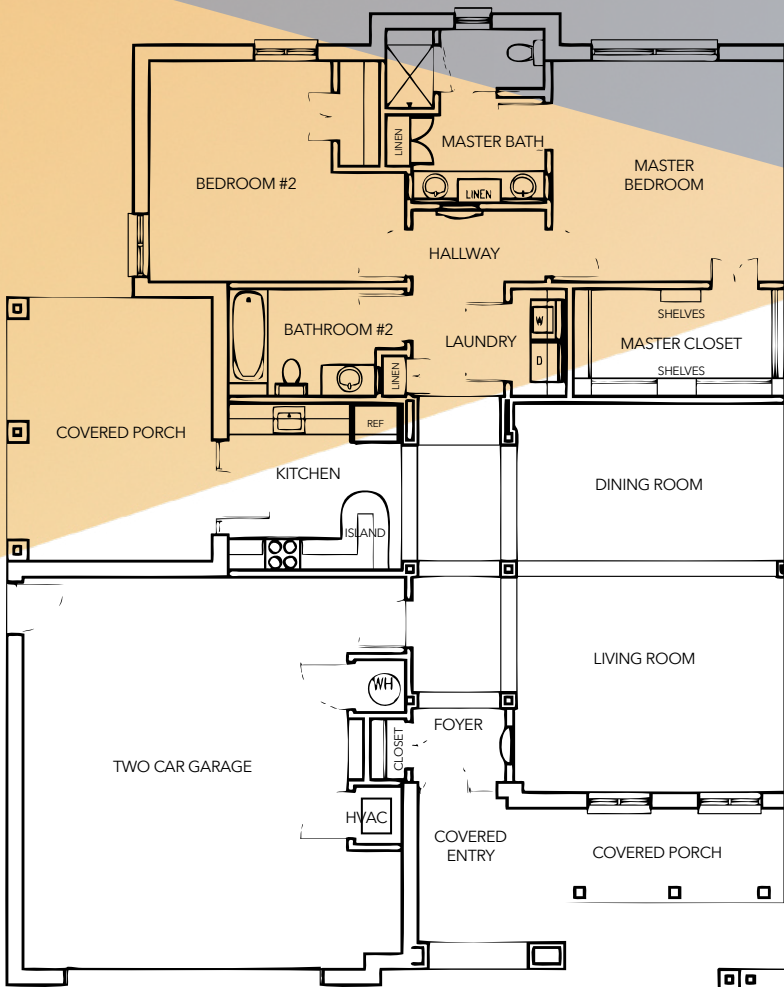 MASTER BATH
LINEN
BEDROOM #2
LINEN
MASTER
BEDROOM
HALLWAY
SHELVES
W
BATHROOM #2
LAUNDRY
MASTER CLOSET
D
LINEN
SHELVES
REF
COVERED PORCH
KITCHEN
DINING ROOM
ISLAND
LIVING ROOM
WH
FOYER
CLOSET
TWO CAR GARAGE
HVAC
COVERED
ENTRY
COVERED PORCH